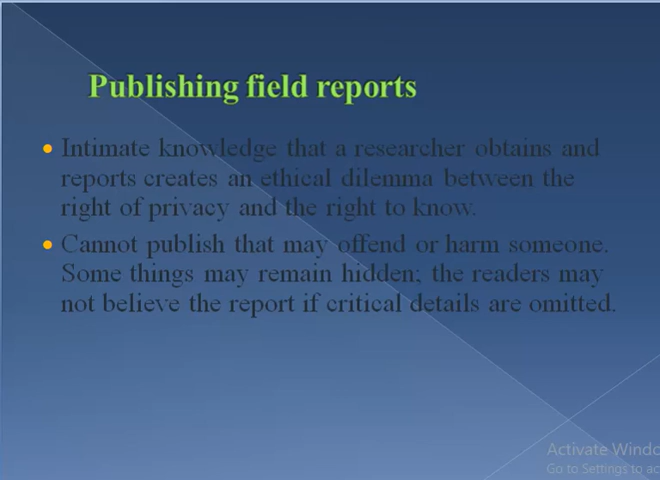 Publishing field reports
Intimate knowledge that a researcher obtains and
reports creates an ethical dilemma between the
right of privacy and the right to know.
Cannot publish that may offend or harm someone.
Some things may remain hidden; the readers may
not believe the report if critical details are omitted.
Activate Windo
Go to Settings to ac